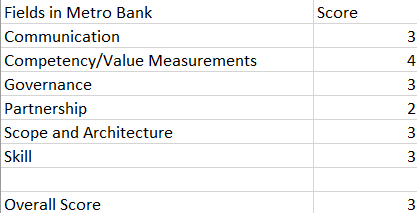 Fields in Metro Bank Score
Communication 3
Competency/Value Measurements 4
Governance 3
Partnership 2
Scope and Architecture 3
Skill 3
Overall Score 3